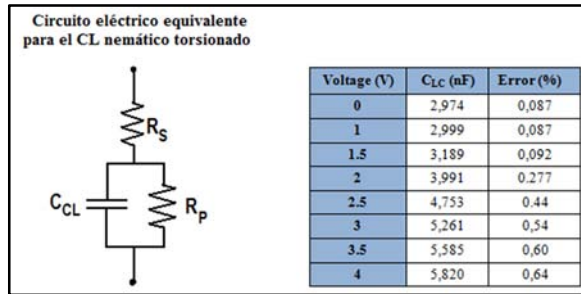 Circuito eléctrico equivalente
para el CL nemático torsionado
R_S
C_CL
R_P
Voltage (V) C_LC (nF) Error (%)
0 2,974 0,087
1 2,999 0,087
1.5 3,189 0,092
2 3,991 0.277
2.5 4,753 0.44
3 5,261 0,54
3.5 5,585 0,60
4 5,820 0,64